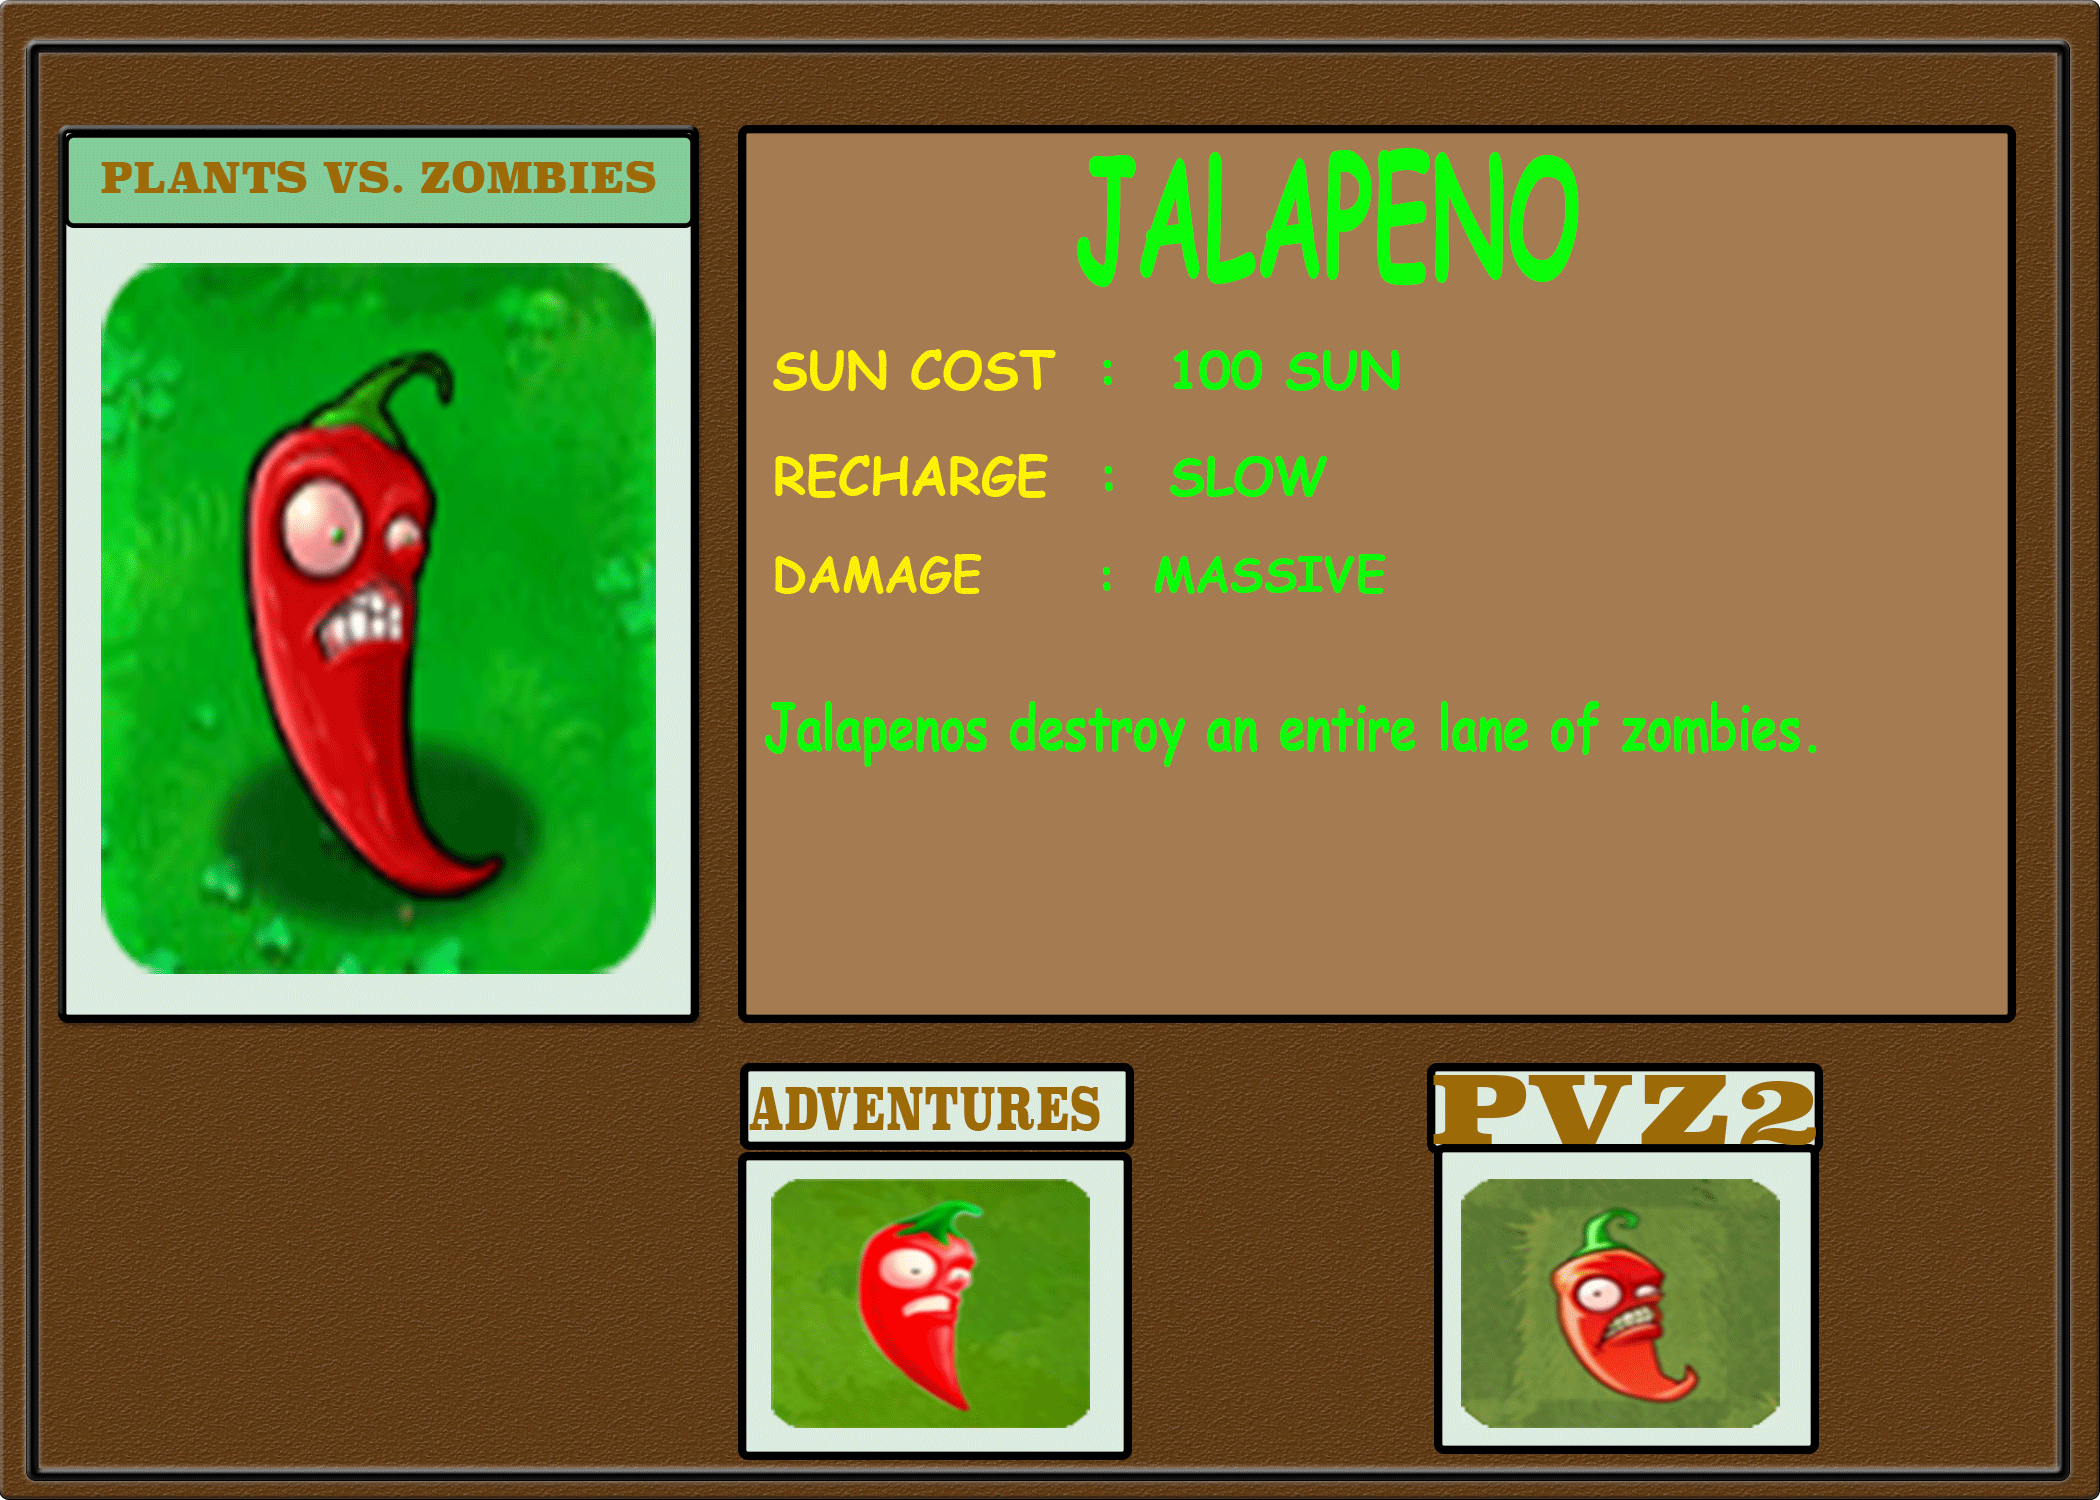 PLANTS VS. ZOMBIES
JALAPENO
SUN COST : 100 SUN
RECHARGE : SLOW
DAMAGE : MASSIVE
Jalapenos destroy an entire lane of zombies.
ADVENTURES
PVZ2